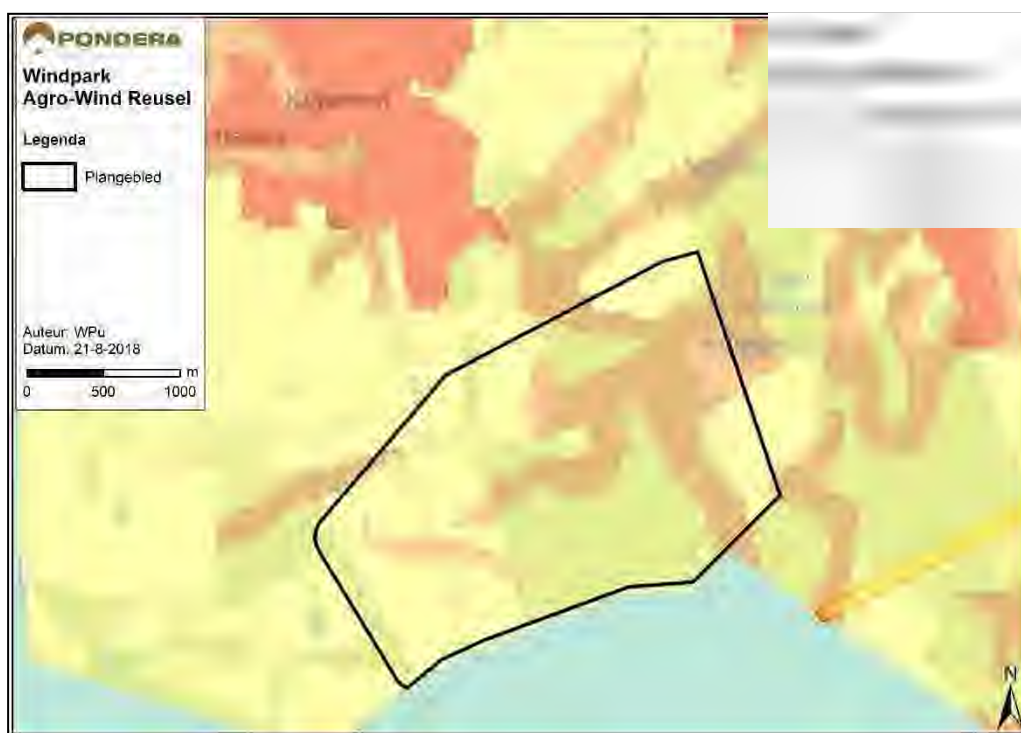 PONDERA
Windpark
Agro-Wind Reusel
Legenda
Plangebied
Auteur: WPu
Datum: 21-8-2018
m
0 500 1000
N